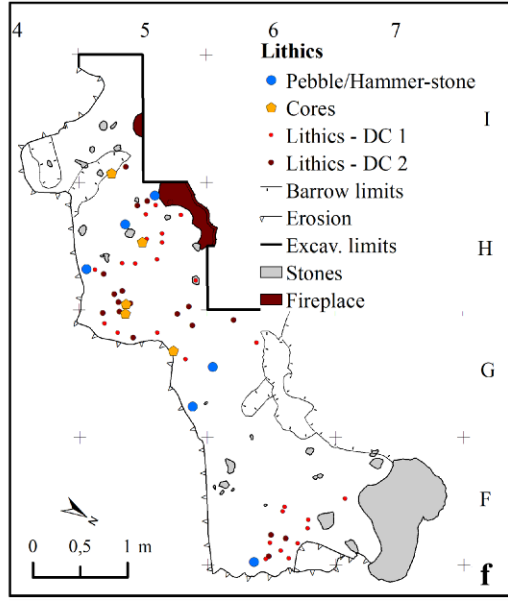 4 5 6 7
Lithics
Pebble/Hammer-stone
Cores
I
Lithics - DC 1
Lithics - DC 2
Barrow limits
Erosion
Excav. limits
H
Stones
Fireplace
G
F
N
0 0,5 1 m
f